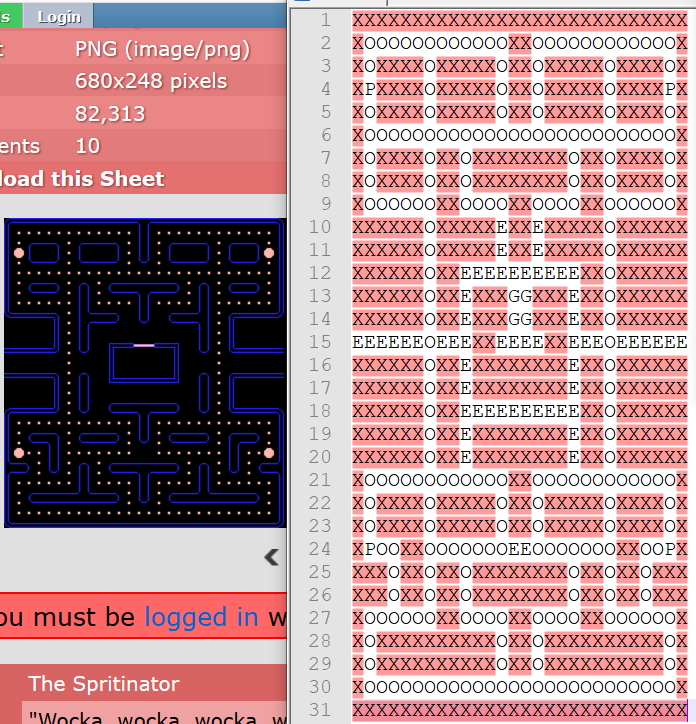 s Login
t PNG (image/png)
680x248 pixels
82,313
ents 10
load this Sheet
ou must be logged in w
The Spritinator
"Wocka, wocka, wocka, w
1 XXXXXXXXXXXXXXXXXXXXXXXXXXXX
2 XOOOOOOOOOOOOXXOOOOOOOOOOOOX
3 XOXXXXOXXXXXOXXOXXXXXOXXXXOX
4 XPXXXXOXXXXXOXXOXXXXXOXXXXPX
5 XOXXXXOXXXXXOXXOXXXXXOXXXXOX
6 XOOOOOOOOOOOOOOOOOOOOOOOOOOX
7 XOXXXXOXXOXXXXXXXXOXXOXXXXOX
8 XOXXXXOXXOXXXXXXXXOXXOXXXXOX
9 XOOOOOOXXOOOOXXOOOOXXOOOOOOX
10 XXXXXXOXXXXXEXXEXXXXXOXXXXXX
11 XXXXXXOXXXXXEXXEXXXXXOXXXXXX
12 XXXXXXOXXEEEEEEEEEEXXOXXXXXX
13 XXXXXXOXXEXXXGGXXXEXXOXXXXXX
14 XXXXXXOXXEXXXGGXXXEXXOXXXXXX
15 EEEEEEOEEEXXEEEEXXEEEOEEEEEE
16 XXXXXXOXXEXXXXXXXXEXXOXXXXXX
17 XXXXXXOXXEXXXXXXXXEXXOXXXXXX
18 XXXXXXOXXEEEEEEEEEEXXOXXXXXX
19 XXXXXXOXXEXXXXXXXXEXXOXXXXXX
20 XXXXXXOXXEXXXXXXXXEXXOXXXXXX
21 XOOOOOOOOOOOOXXOOOOOOOOOOOOX
22 XOXXXXOXXXXXOXXOXXXXXOXXXXOX
23 XOXXXXOXXXXXOXXOXXXXXOXXXXOX
24 XPOOXXOOOOOOOEEOOOOOOOXXOOPX
25 XXXOXXOXXOXXXXXXXXOXXOXXOXXX
26 XXXOXXOXXOXXXXXXXXOXXOXXOXXX
27 XOOOOOOXXOOOOXXOOOOXXOOOOOOX
28 XOXXXXXXXXXXOXXOXXXXXXXXXXOX
29 XOXXXXXXXXXXOXXOXXXXXXXXXXOX
30 XOOOOOOOOOOOOOOOOOOOOOOOOOOX
31 XXXXXXXXXXXXXXXXXXXXXXXXXXXX